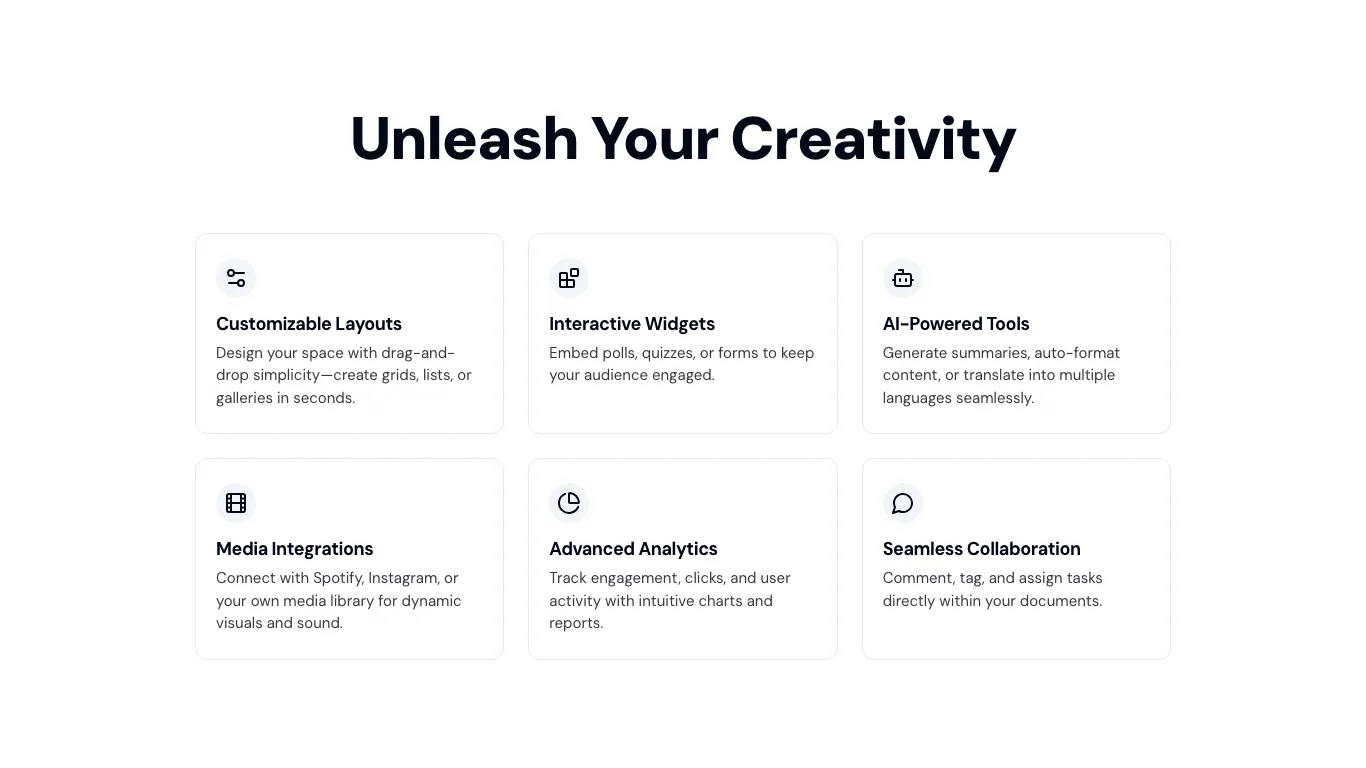 Unleash Your Creativity
Customizable Layouts
Design your space with drag-and-
drop simplicity—create grids, lists, or
galleries in seconds.
Interactive Widgets
Embed polls, quizzes, or forms to keep
your audience engaged.
AI-Powered Tools
Generate summaries, auto-format
content, or translate into multiple
languages seamlessly.
Media Integrations
Connect with Spotify, Instagram, or
your own media library for dynamic
visuals and sound.
Advanced Analytics
Track engagement, clicks, and user
activity with intuitive charts and
reports.
Seamless Collaboration
Comment, tag, and assign tasks
directly within your documents.